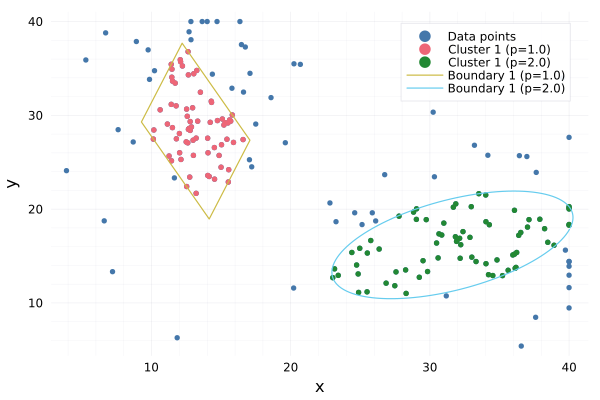 40
30
20
10
y
10
20
30
40
x
Data points
Cluster 1 (p=1.0)
Cluster 1 (p=2.0)
Boundary 1 (p=1.0)
Boundary 1 (p=2.0)